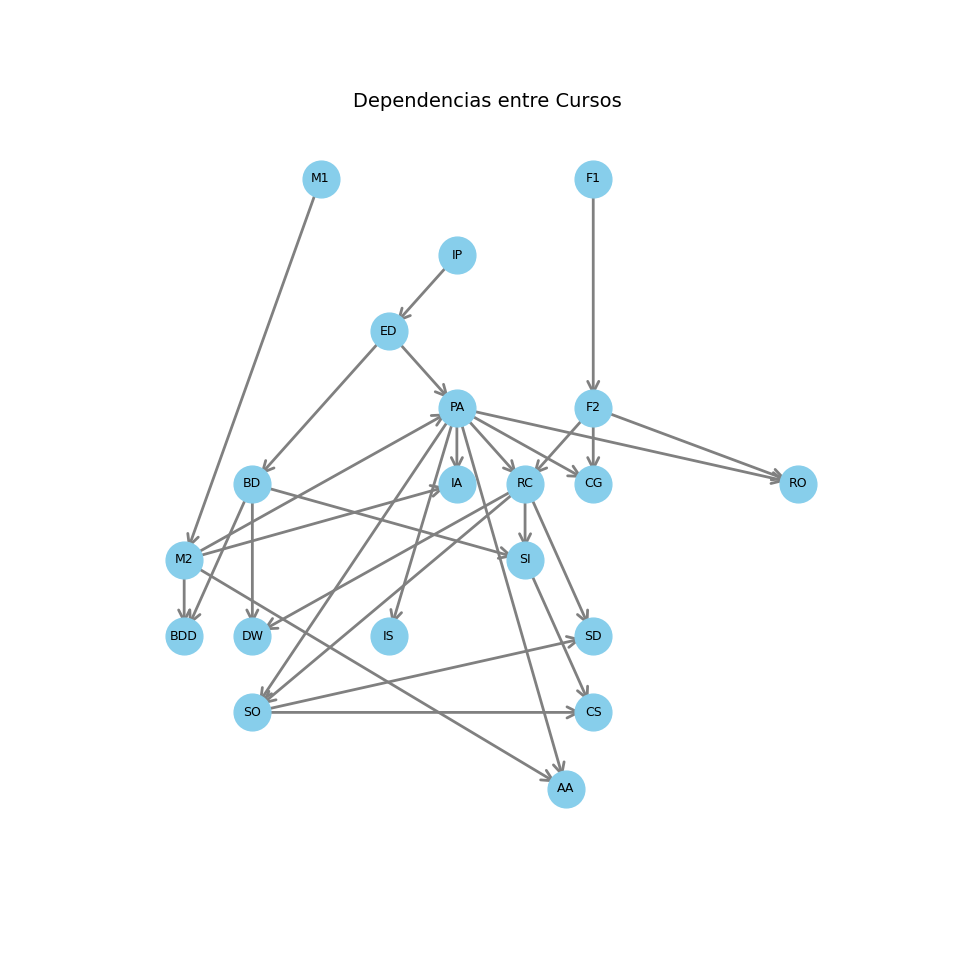 Dependencias entre Cursos
M1
F1
IP
ED
PA
F2
BD
IA
RC
CG
RO
M2
SI
BDD
DW
IS
SD
SO
CS
AA